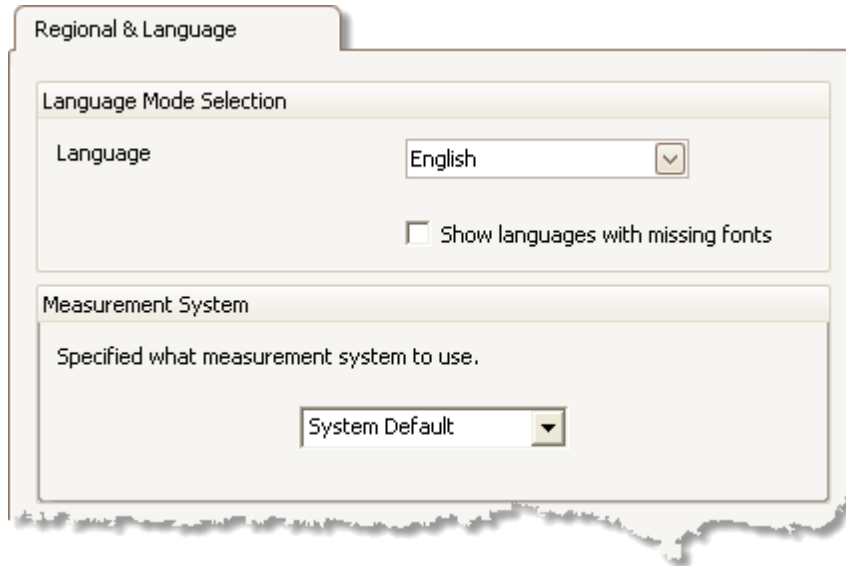 Regional & Language
Language Mode Selection
Language
English
Show languages with missing fonts
Measurement System
Specified what measurement system to use.
System Default